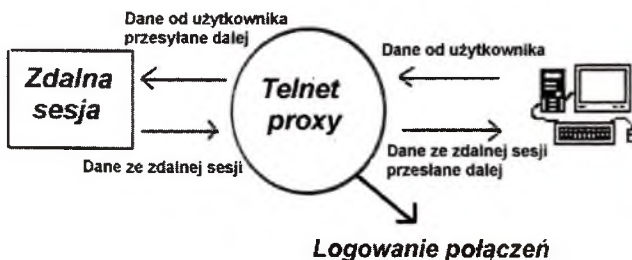 Dane od użytkownika
przesyłane dalej
Dane od użytkownika
Zdalna
sesja
Telnet
proxy
Dane ze zdalnej sesji
Dane ze zdalnej sesji
przesłane dalej
Logowanie połączeń